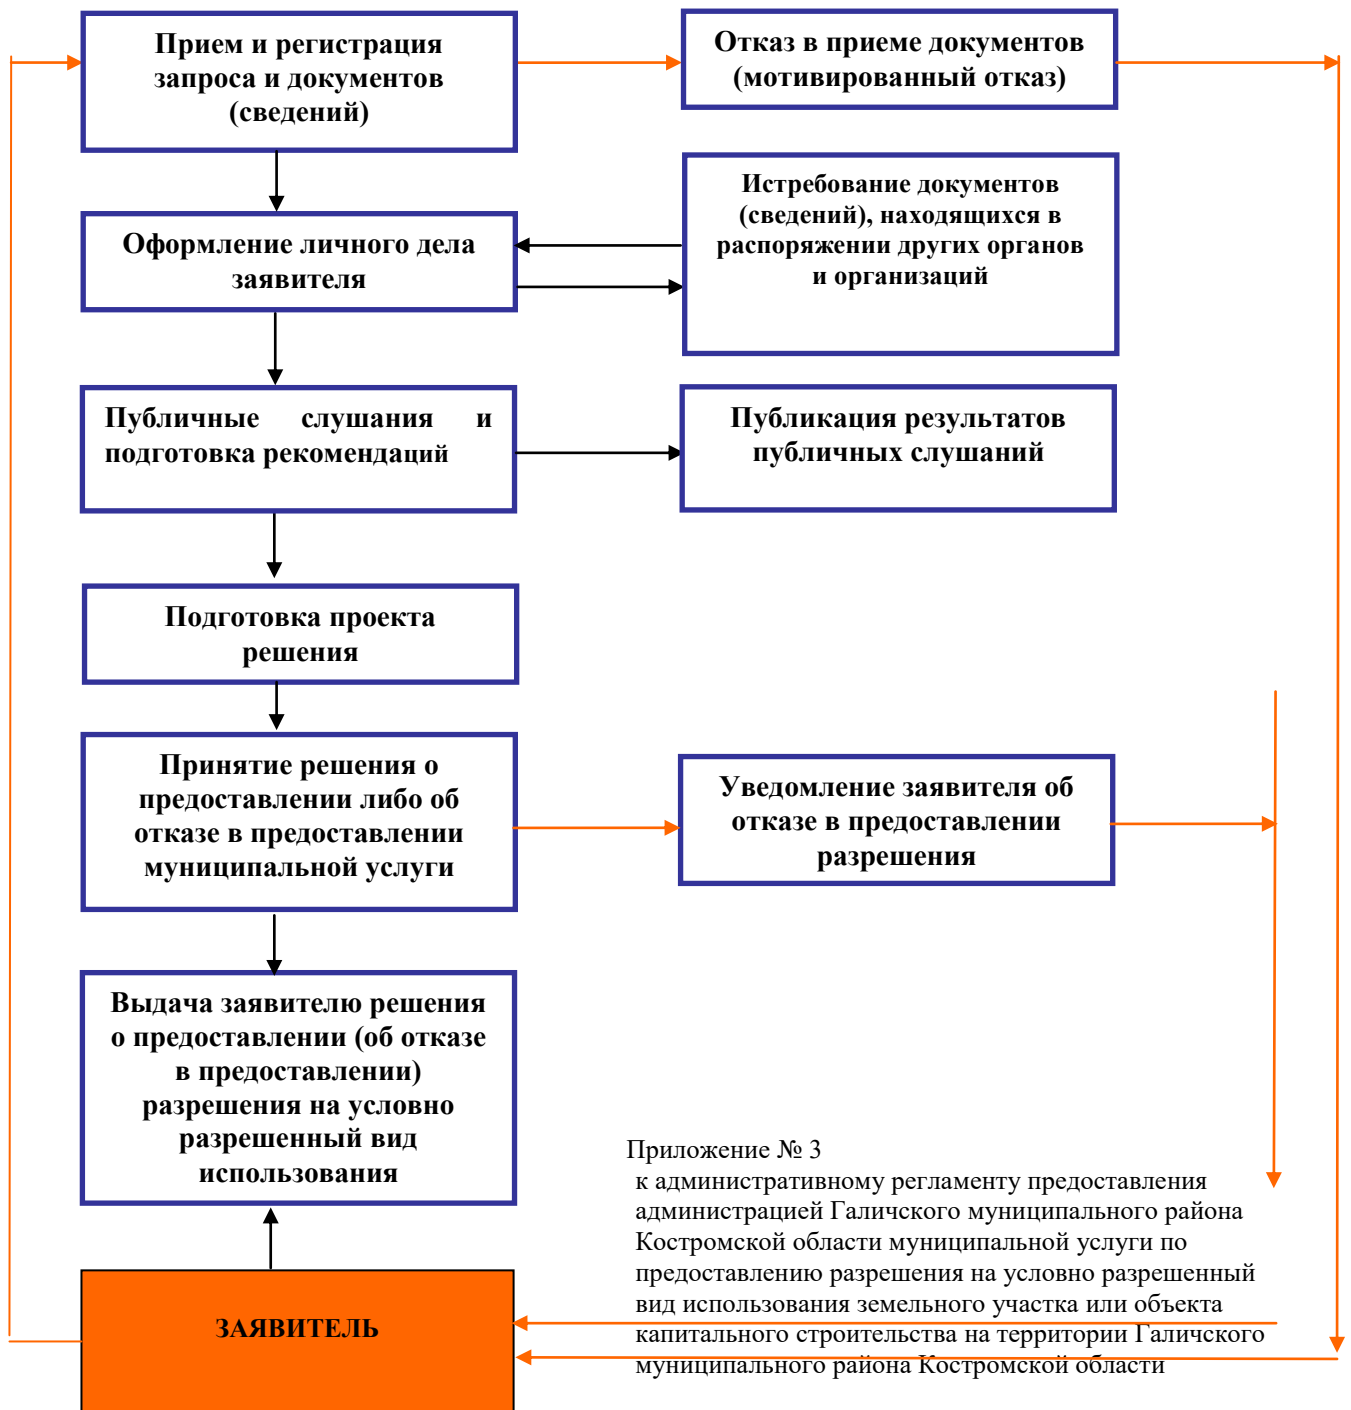 Прием и регистрация
запроса и документов
(сведений)
Отказ в приеме документов
(мотивированный отказ)
Истребование документов
(сведений), находящихся в
распоряжении других органов
и организаций
Оформление личного дела
заявителя
Публичные слушания и
подготовка рекомендаций
Публикация результатов
публичных слушаний
Подготовка проекта
решения
Принятие решения о
предоставлении либо об
отказе в предоставлении
муниципальной услуги
Уведомление заявителя об
отказе в предоставлении
разрешения
Выдача заявителю решения
о предоставлении (об отказе
в предоставлении)
разрешения на условно
разрешенный вид
использования
Приложение № 3
к административному регламенту предоставления
администрацией Галичского муниципального района
Костромской области муниципальной услуги по
предоставлению разрешения на условно разрешенный
вид использования земельного участка или объекта
капитального строительства на территории Галичского
муниципального района Костромской области
ЗАЯВИТЕЛЬ